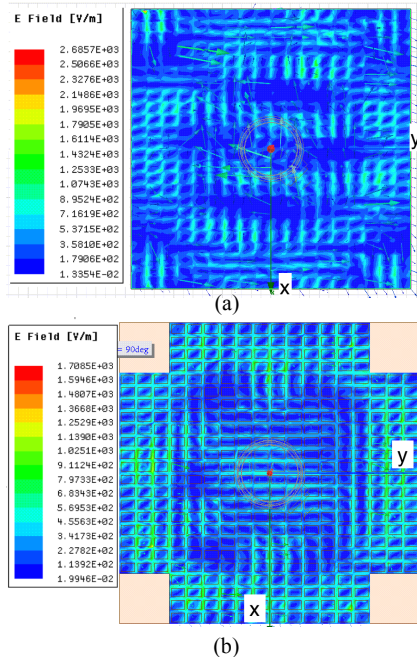 E Field [V/m]
2.6857E+03
2.5066E+03
2.3276E+03
2.1486E+03
1.9695E+03
1.7905E+03
1.6114E+03
1.4324E+03
1.2533E+03
1.0743E+03
8.9524E+02
7.1619E+02
5.3715E+02
3.5810E+02
1.7906E+02
1.3354E-02
y
x
(a)
E Field [V/m]
= 90deg
1.7085E+03
1.5946E+03
1.4807E+03
1.3668E+03
1.2529E+03
1.1390E+03
1.0251E+03
9.1124E+02
7.9733E+02
6.8343E+02
5.6953E+02
4.5563E+02
3.4173E+02
2.2782E+02
1.1392E+02
1.9946E-02
y
x
(b)